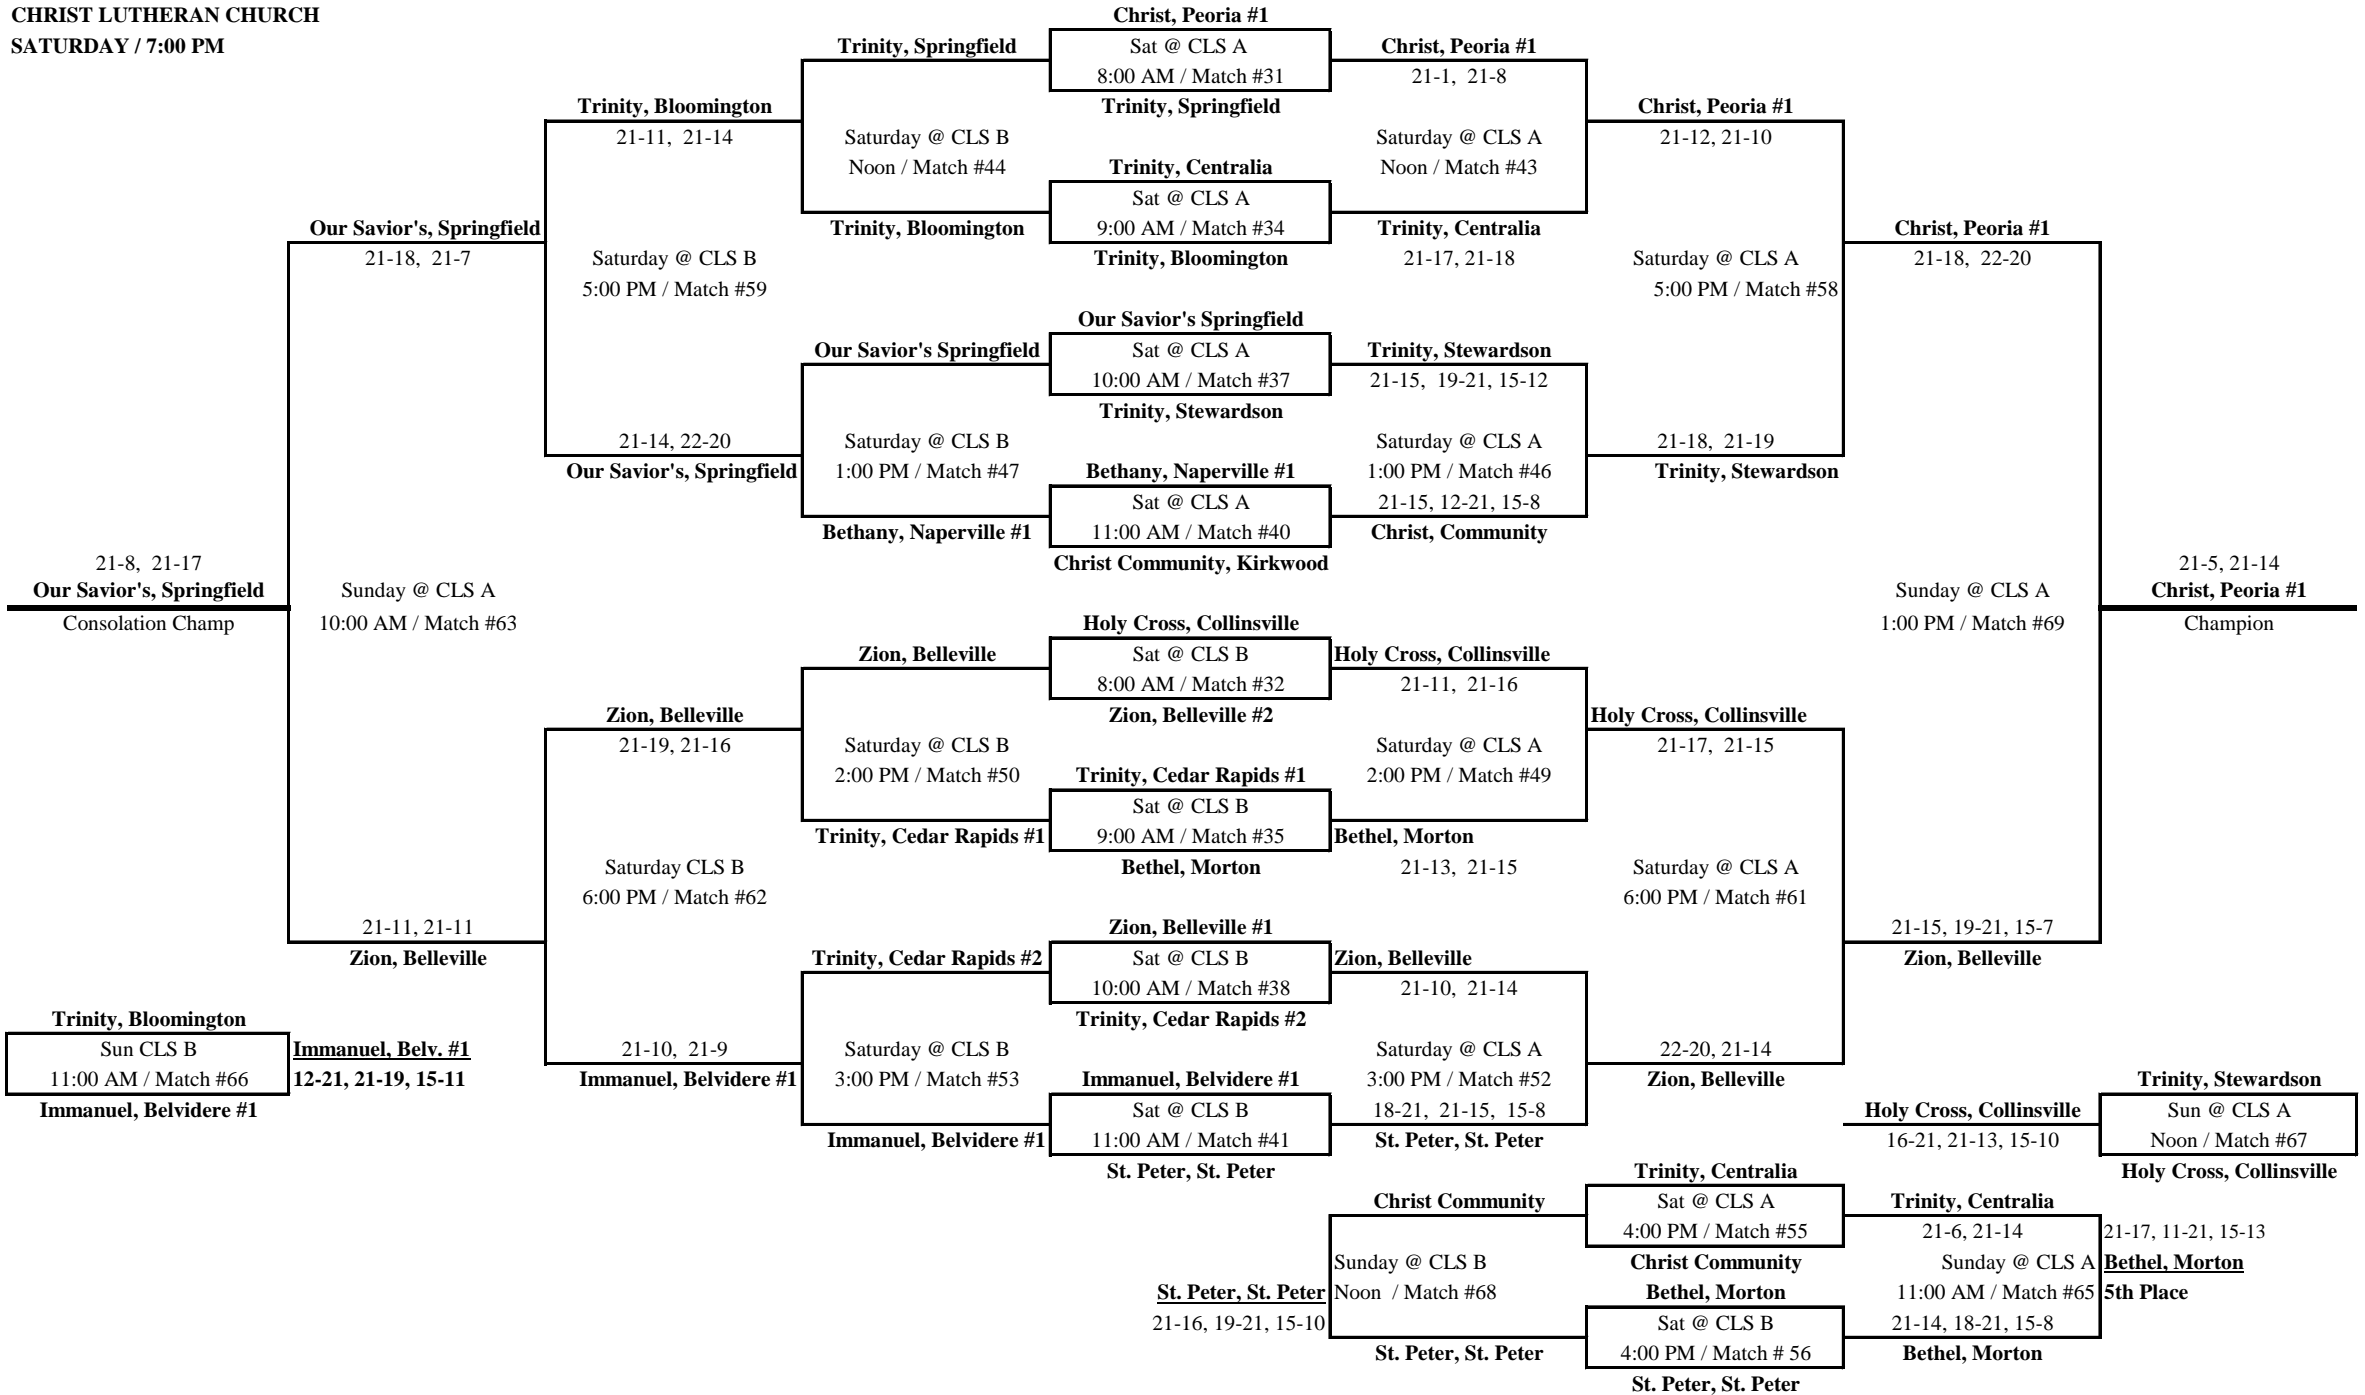 CHRIST LUTHERAN CHURCH
SATURDAY / 7:00 PM
Christ, Peoria #1
Trinity, Springfield
Sat @ CLS A
Christ, Peoria #1
8:00 AM / Match #31
21-1, 21-8
Trinity, Bloomington
Trinity, Springfield
Christ, Peoria #1
21-11, 21-14
Saturday @ CLS B
Saturday @ CLS A
21-12, 21-10
Noon / Match #44
Trinity, Centralia
Noon / Match #43
Sat @ CLS A
Our Savior's, Springfield
Trinity, Bloomington
9:00 AM / Match #34
Trinity, Centralia
Christ, Peoria #1
21-18, 21-7
Saturday @ CLS B
Trinity, Bloomington
21-17, 21-18
Saturday @ CLS A
21-18, 22-20
5:00 PM / Match #59
5:00 PM / Match #58
Our Savior's Springfield
Our Savior's Springfield
Sat @ CLS A
Trinity, Stewardson
10:00 AM / Match #37
21-15, 19-21, 15-12
Trinity, Stewardson
21-14, 22-20
Saturday @ CLS B
Saturday @ CLS A
21-18, 21-19
Our Savior's, Springfield
1:00 PM / Match #47
Bethany, Naperville #1
1:00 PM / Match #46
Trinity, Stewardson
Sat @ CLS A
21-15, 12-21, 15-8
Bethany, Naperville #1
11:00 AM / Match #40
Christ, Community
21-8, 21-17
Christ Community, Kirkwood
21-5, 21-14
Our Savior's, Springfield
Sunday @ CLS A
Sunday @ CLS A
Christ, Peoria #1
Consolation Champ
10:00 AM / Match #63
Holy Cross, Collinsville
1:00 PM / Match #69
Champion
Zion, Belleville
Sat @ CLS B
Holy Cross, Collinsville
8:00 AM / Match #32
21-11, 21-16
Zion, Belleville
Zion, Belleville #2
Holy Cross, Collinsville
21-19, 21-16
Saturday @ CLS B
Saturday @ CLS A
21-17, 21-15
2:00 PM / Match #50
Trinity, Cedar Rapids #1
2:00 PM / Match #49
Sat @ CLS B
Trinity, Cedar Rapids #1
9:00 AM / Match #35
Bethel, Morton
Saturday CLS B
Bethel, Morton
21-13, 21-15
Saturday @ CLS A
6:00 PM / Match #62
6:00 PM / Match #61
21-11, 21-11
Zion, Belleville #1
21-15, 19-21, 15-7
Zion, Belleville
Trinity, Cedar Rapids #2
Sat @ CLS B
Zion, Belleville
Zion, Belleville
10:00 AM / Match #38
21-10, 21-14
Trinity, Bloomington
Trinity, Cedar Rapids #2
Sun CLS B
Immanuel, Belv. #1
21-10, 21-9
Saturday @ CLS B
Saturday @ CLS A
22-20, 21-14
11:00 AM / Match #66
12-21, 21-19, 15-11
Immanuel, Belvidere #1
3:00 PM / Match #53
Immanuel, Belvidere #1
3:00 PM / Match #52
Zion, Belleville
Trinity, Stewardson
Immanuel, Belvidere #1
Sat @ CLS B
18-21, 21-15, 15-8
Holy Cross, Collinsville
Sun @ CLS A
Immanuel, Belvidere #1
11:00 AM / Match #41
St. Peter, St. Peter
16-21, 21-13, 15-10
Noon / Match #67
St. Peter, St. Peter
Trinity, Centralia
Holy Cross, Collinsville
Christ Community
Sat @ CLS A
Trinity, Centralia
4:00 PM / Match #55
21-6, 21-14
21-17, 11-21, 15-13
Sunday @ CLS B
Christ Community
Sunday @ CLS A
Bethel, Morton
St. Peter, St. Peter
Noon / Match #68
Bethel, Morton
11:00 AM / Match #65
5th Place
21-16, 19-21, 15-10
Sat @ CLS B
21-14, 18-21, 15-8
St. Peter, St. Peter
4:00 PM / Match # 56
Bethel, Morton
St. Peter, St. Peter